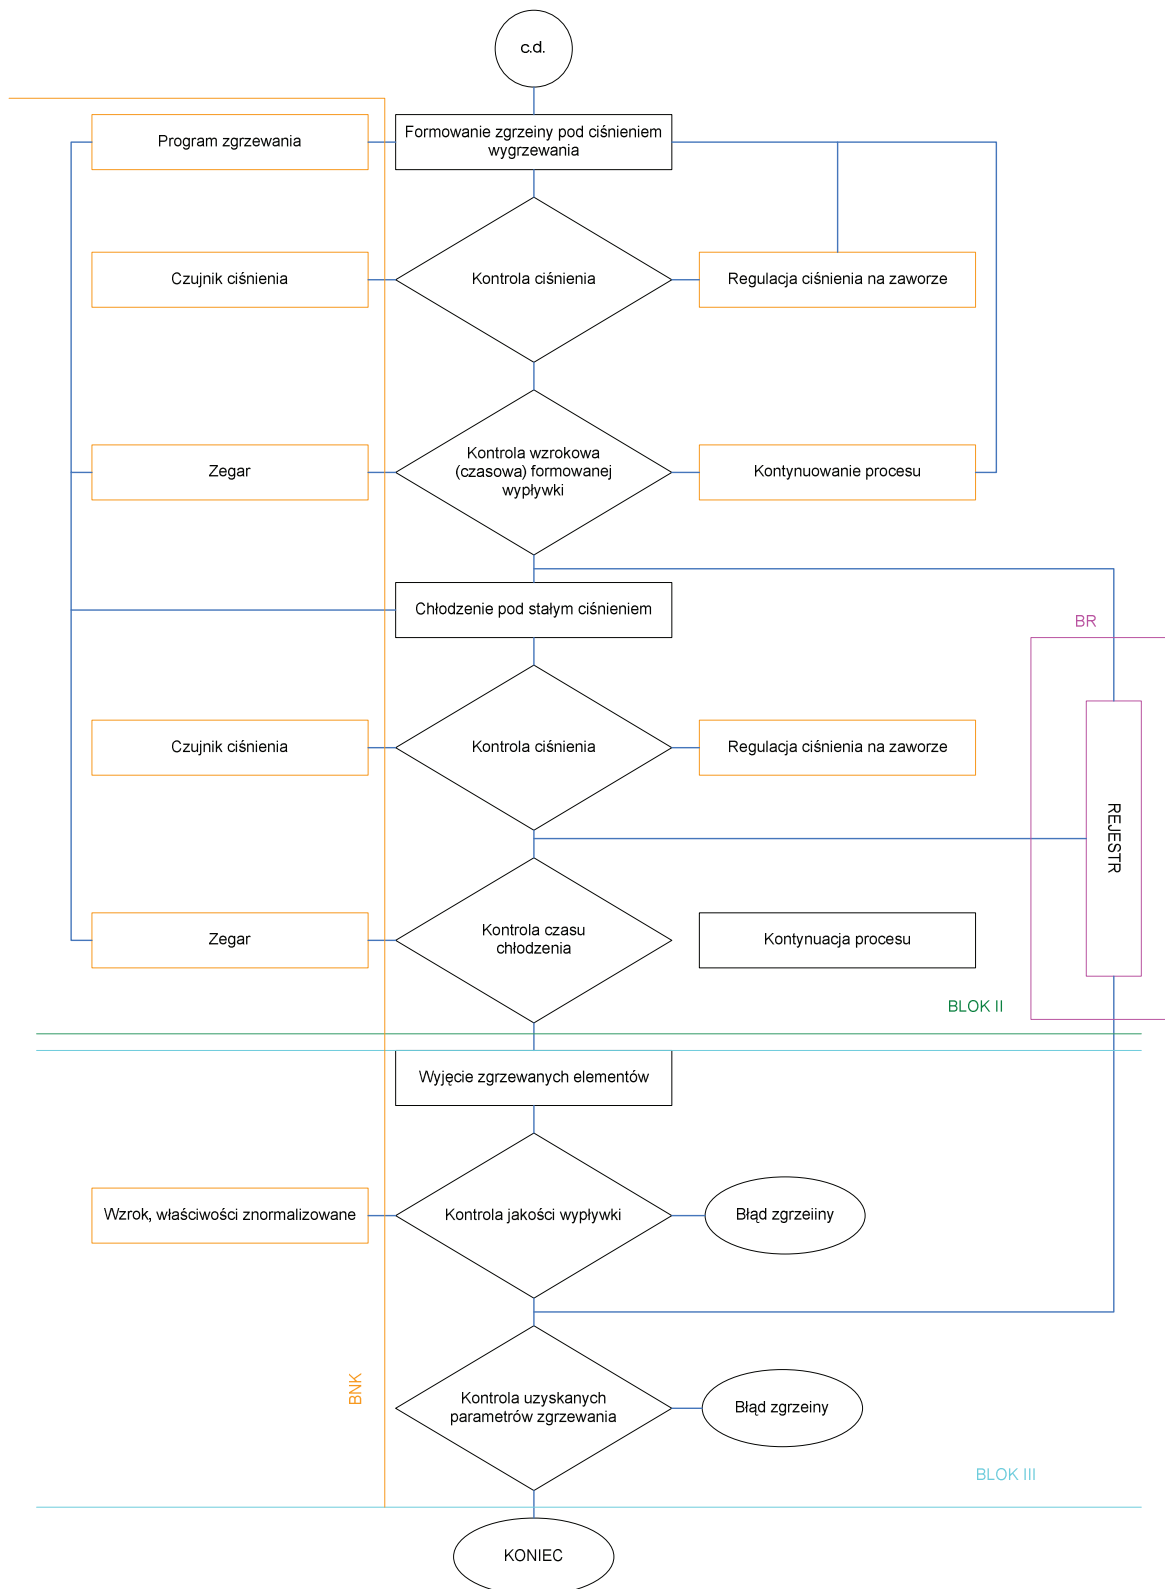 c.d.
Program zgrzewania
Formowanie zgrzeiny pod ciśnieniem
wygrzewania
Czujnik ciśnienia
Kontrola ciśnienia
Regulacja ciśnienia na zaworze
Zegar
Kontrola wzrokowa
(czasowa) formowanej
wypływki
Kontynuowanie procesu
Chłodzenie pod stałym ciśnieniem
BR
Czujnik ciśnienia
Kontrola ciśnienia
Regulacja ciśnienia na zaworze
REJESTR
Zegar
Kontrola czasu
chłodzenia
Kontynuacja procesu
BLOK II
Wyjęcie zgrzewanych elementów
Wzrok, właściwości znormalizowane
Kontrola jakości wypływki
Błąd zgrzeiiny
BNK
Kontrola uzyskanych
parametrów zgrzewania
Błąd zgrzeiny
BLOK III
KONIEC